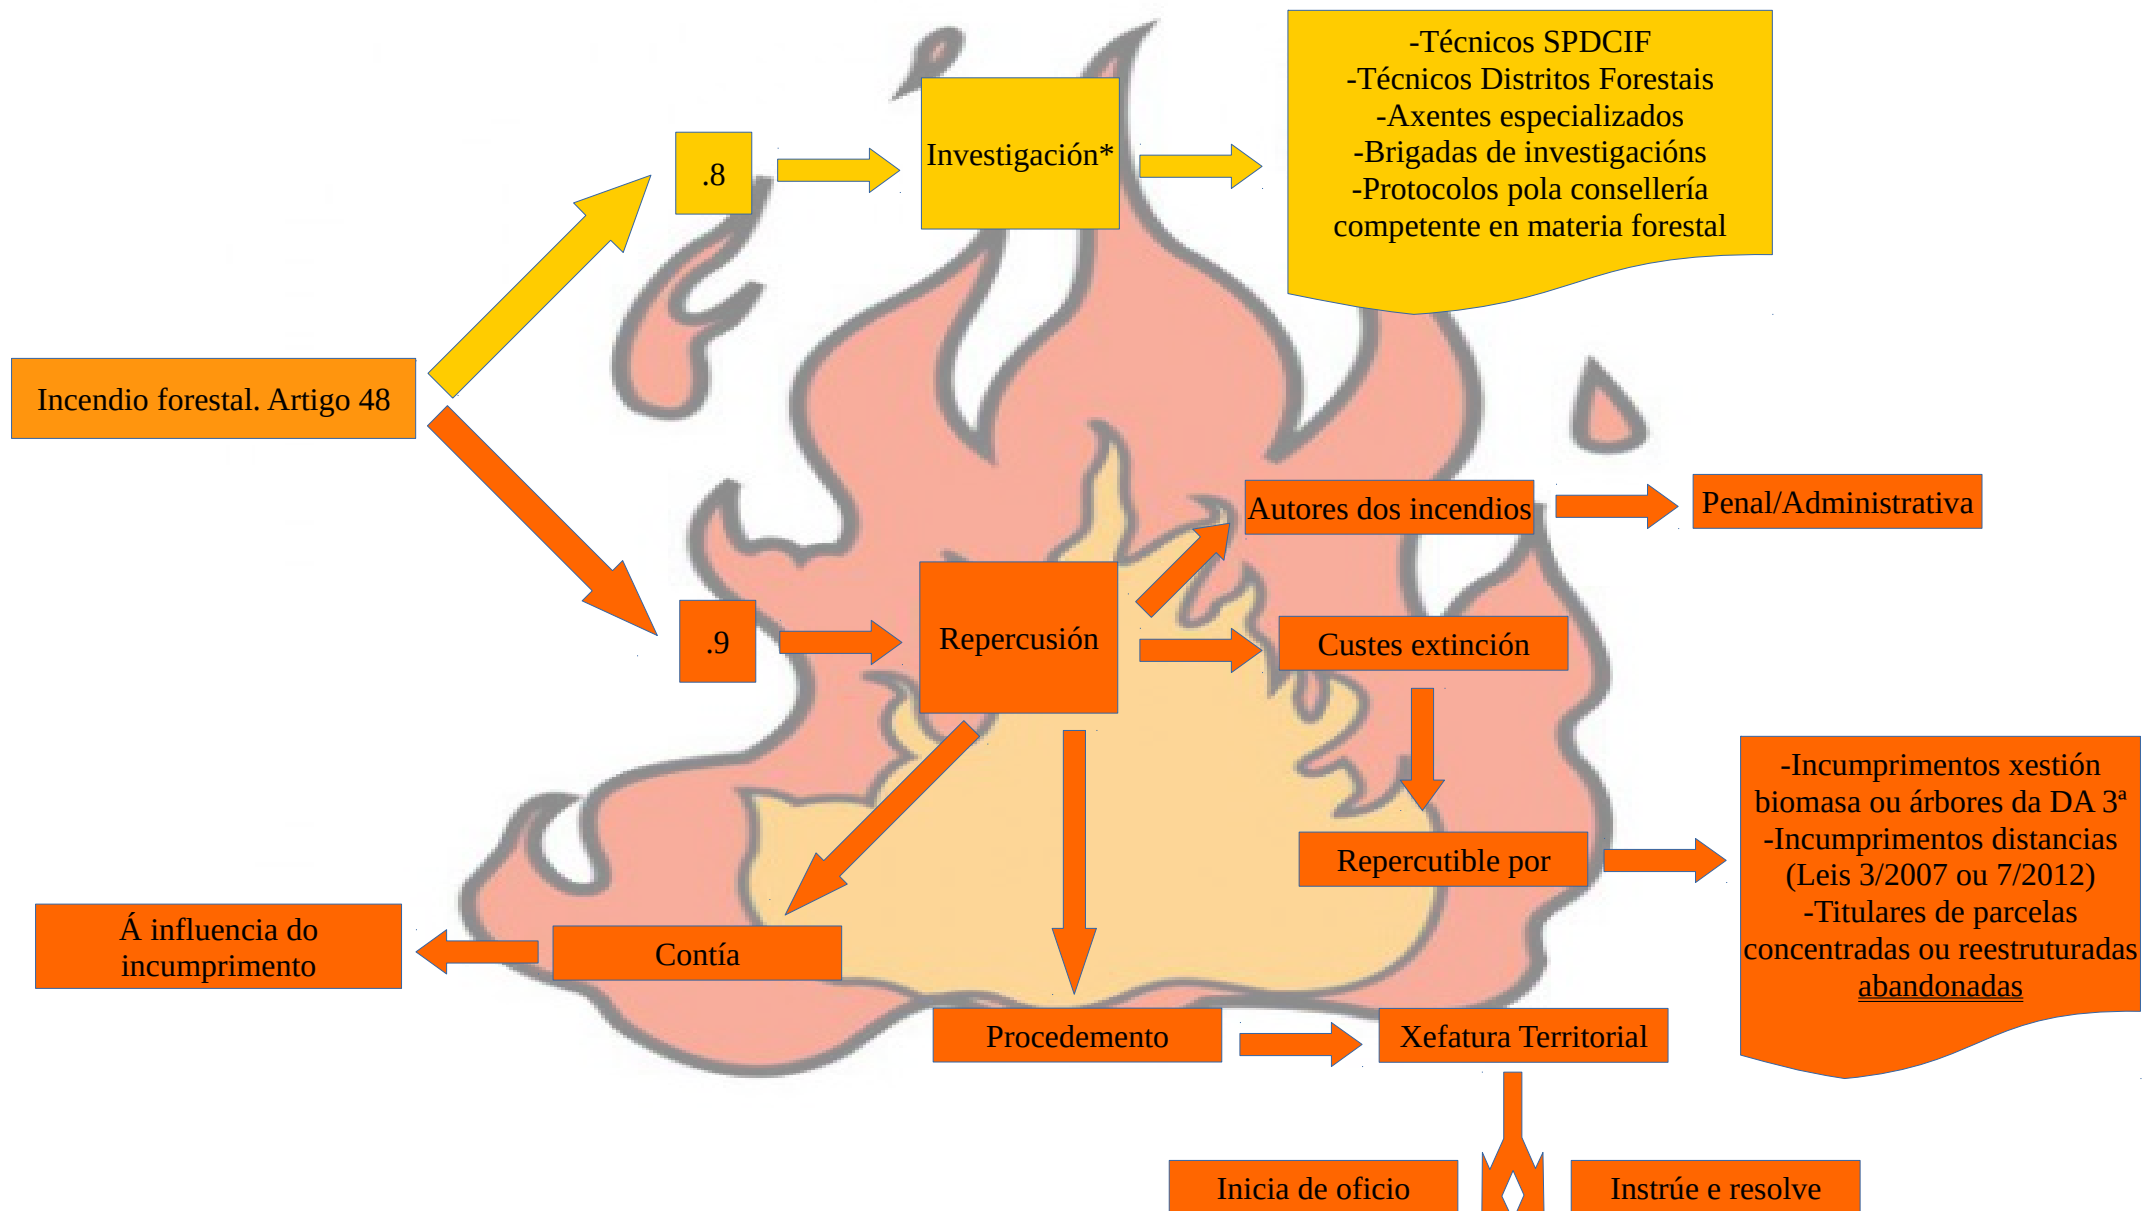 -Técnicos SPDCIF
-Técnicos Distritos Forestais
-Axentes especializados
-Brigadas de investigacións
-Protocolos pola consellería
competente en materia forestal
.8
Investigación*
Incendio forestal. Artigo 48
Autores dos incendios
Penal/Administrativa
.9
Repercusión
Custes extinción
-Incumprimentos xestión
biomasa ou árbores da DA 3ª
-Incumprimentos distancias
(Leis 3/2007 ou 7/2012)
-Titulares de parcelas
concentradas ou reestruturadas
abandonadas
Repercutible por
Á influencia do
incumprimento
Contía
Procedemento
Xefatura Territorial
Inicia de oficio
Instrúe e resolve